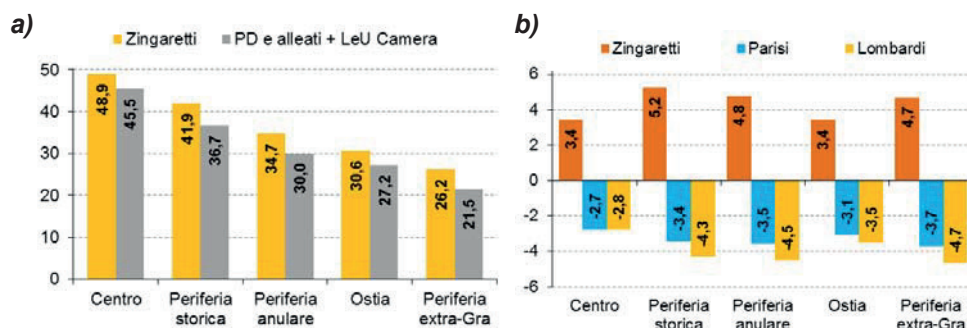 a)
Zingaretti PD e alleati + LeU Camera
50
40
30
20
10
0
48,9
45,5
41,9
36,7
34,7
30,0
30,6
27,2
26,2
21,5
Centro
Periferia storica
Periferia anulare
Ostia
Periferia extra-Gra
b)
Zingaretti Parisi Lombardi
6
4
2
0
-2
-4
-6
3,4
-2,7
-2,8
5,2
-3,4
-4,3
4,8
-3,5
-4,5
3,4
-3,1
-3,5
4,7
-3,7
-4,7
Centro
Periferia storica
Periferia anulare
Ostia
Periferia extra-Gra